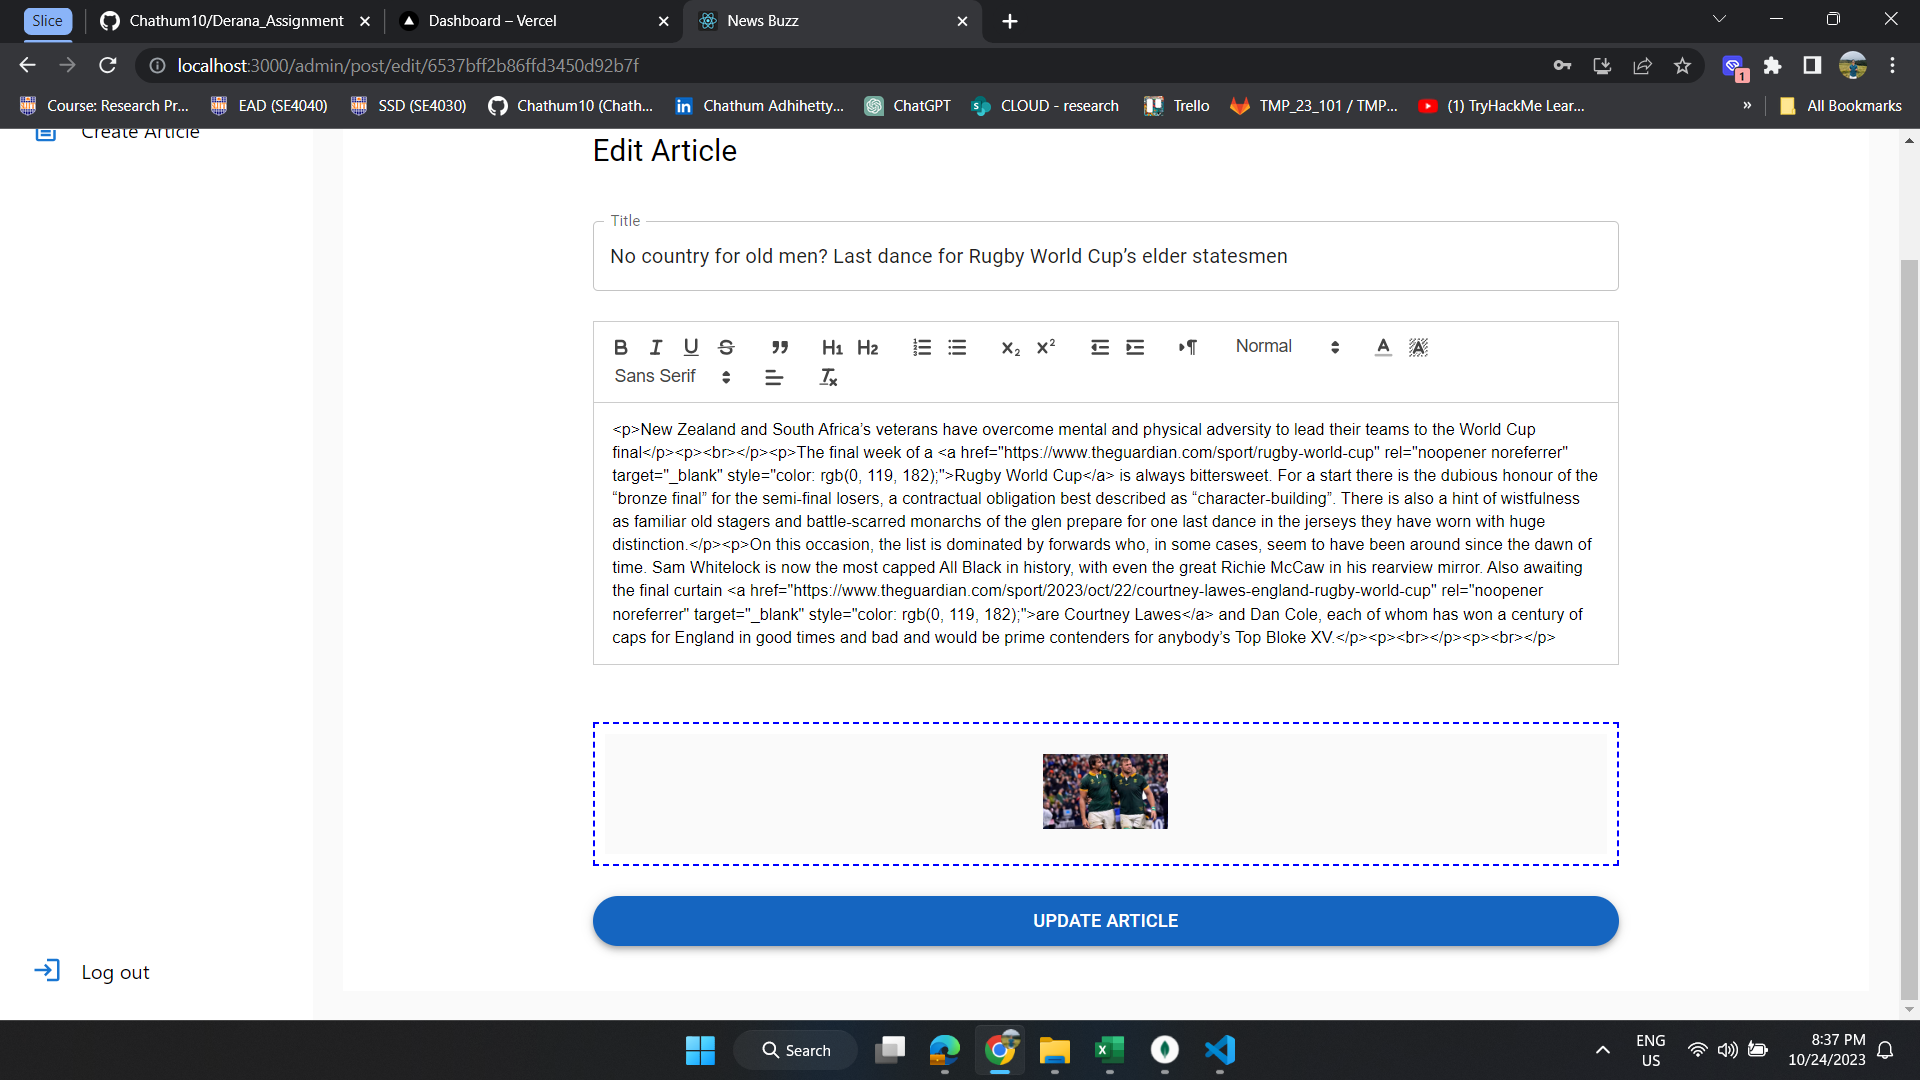 Slice
Chathum10/Derana_Assignment
Dashboard – Vercel
News Buzz
localhost:3000/admin/post/edit/6537bff2b86ffd3450d92b7f
1
Course: Research Pr...
EAD (SE4040)
SSD (SE4030)
Chathum10 (Chath...
Chathum Adhihetty...
ChatGPT
CLOUD - research
Trello
TMP_23_101 / TMP...
(1) TryHackMe Lear...
»
All Bookmarks
Create Article
Edit Article
Title
No country for old men? Last dance for Rugby World Cup’s elder statesmen
Normal
Sans Serif
<p>New Zealand and South Africa’s veterans have overcome mental and physical adversity to lead their teams to the World Cup
final</p><p><br></p><p>The final week of a <a href="https://www.theguardian.com/sport/rugby-world-cup" rel="noopener noreferrer"
target="_blank" style="color: rgb(0, 119, 182);">Rugby World Cup</a> is always bittersweet. For a start there is the dubious honour of the
“bronze final” for the semi-final losers, a contractual obligation best described as “character-building”. There is also a hint of wistfulness
as familiar old stagers and battle-scarred monarchs of the glen prepare for one last dance in the jerseys they have worn with huge
distinction.</p><p>On this occasion, the list is dominated by forwards who, in some cases, seem to have been around since the dawn of
time. Sam Whitelock is now the most capped All Black in history, with even the great Richie McCaw in his rearview mirror. Also awaiting
the final curtain <a href="https://www.theguardian.com/sport/2023/oct/22/courtney-lawes-england-rugby-world-cup" rel="noopener
noreferrer" target="_blank" style="color: rgb(0, 119, 182);">are Courtney Lawes</a> and Dan Cole, each of whom has won a century of
caps for England in good times and bad and would be prime contenders for anybody’s Top Bloke XV.</p><p><br></p><p><br></p>
UPDATE ARTICLE
Log out
Search
ENG
US
8:37 PM
10/24/2023